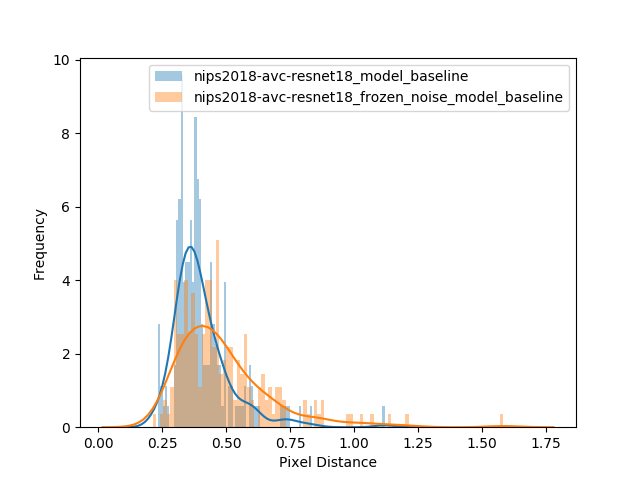 nips2018-avc-resnet18_model_baseline
nips2018-avc-resnet18_frozen_noise_model_baseline
10
8
6
4
2
0
Frequency
0.00 0.25 0.50 0.75 1.00 1.25 1.50 1.75
Pixel Distance